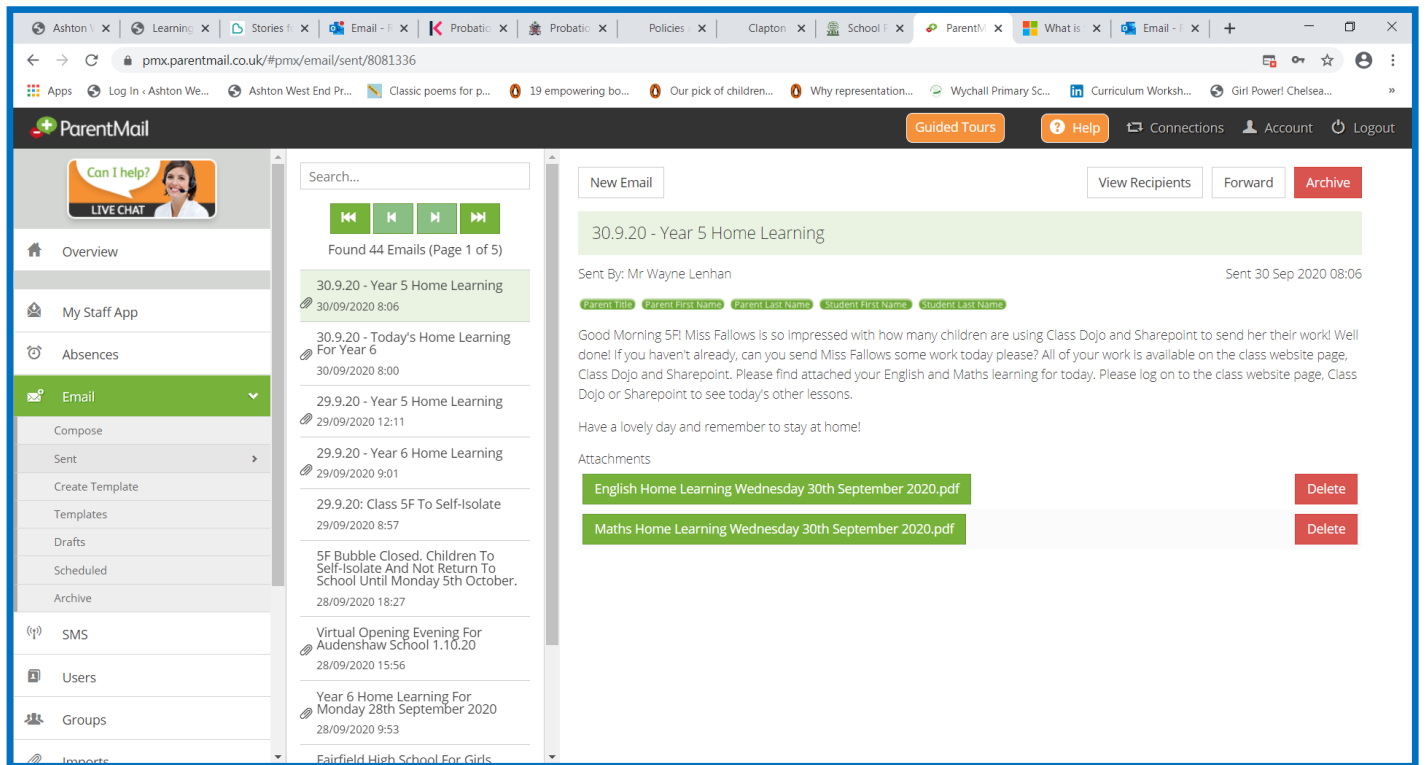 Ashton
Learning
Stories f
Email -
Probatio
Probatio
Policies
Clapton
School P
ParentM
What is
Email -
pmx.parentmail.co.uk/#pmx/email/sent/8081336
Apps
Log In ‹ Ashton We...
Ashton West End Pr...
Classic poems for p...
19 empowering bo...
Our pick of children...
Why representation...
Wychall Primary Sc...
Curriculum Worksh...
Girl Power! Chelsea...
»
ParentMail
Guided Tours
? Help
Connections
Account
Logout
Can I help?
LIVE CHAT
Overview
My Staff App
Absences
Email
Compose
Sent
Create Template
Templates
Drafts
Scheduled
Archive
SMS
Users
Groups
Imports
Search...
Found 44 Emails (Page 1 of 5)
30.9.20 - Year 5 Home Learning
30/09/2020 8:06
30.9.20 - Today's Home Learning
For Year 6
30/09/2020 8:00
29.9.20 - Year 5 Home Learning
29/09/2020 12:11
29.9.20 - Year 6 Home Learning
29/09/2020 9:01
29.9.20: Class 5F To Self-Isolate
29/09/2020 8:57
5F Bubble Closed. Children To
Self-Isolate And Not Return To
School Until Monday 5th October.
28/09/2020 18:27
Virtual Opening Evening For
Audenshaw School 1.10.20
28/09/2020 15:56
Year 6 Home Learning For
Monday 28th September 2020
28/09/2020 9:53
Fairfield High School For Girls
New Email
View Recipients
Forward
Archive
30.9.20 - Year 5 Home Learning
Sent By: Mr Wayne Lenhan
Sent 30 Sep 2020 08:06
Parent Title Parent First Name Parent Last Name Student First Name Student Last Name
Good Morning 5F! Miss Fallows is so impressed with how many children are using Class Dojo and Sharepoint to send her their work! Well
done! If you haven't already, can you send Miss Fallows some work today please? All of your work is available on the class website page,
Class Dojo and Sharepoint. Please find attached your English and Maths learning for today. Please log on to the class website page, Class
Dojo or Sharepoint to see today's other lessons.
Have a lovely day and remember to stay at home!
Attachments
English Home Learning Wednesday 30th September 2020.pdf
Delete
Maths Home Learning Wednesday 30th September 2020.pdf
Delete